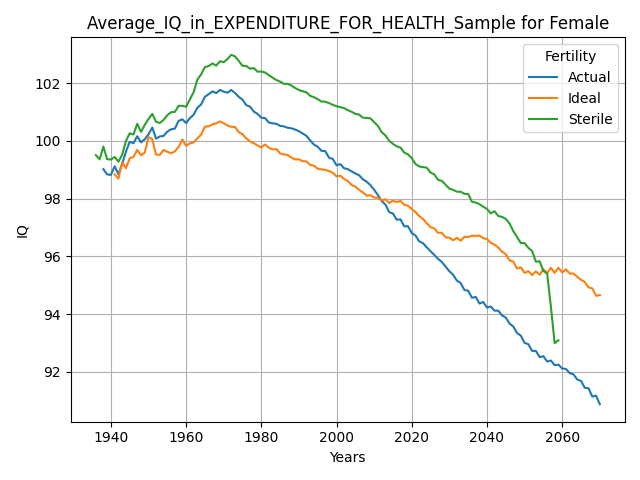 Average_IQ_in_EXPENDITURE_FOR_HEALTH_Sample for Female
Fertility
Actual
Ideal
Sterile
IQ
102
100
98
96
94
92
1940 1960 1980 2000 2020 2040 2060
Years